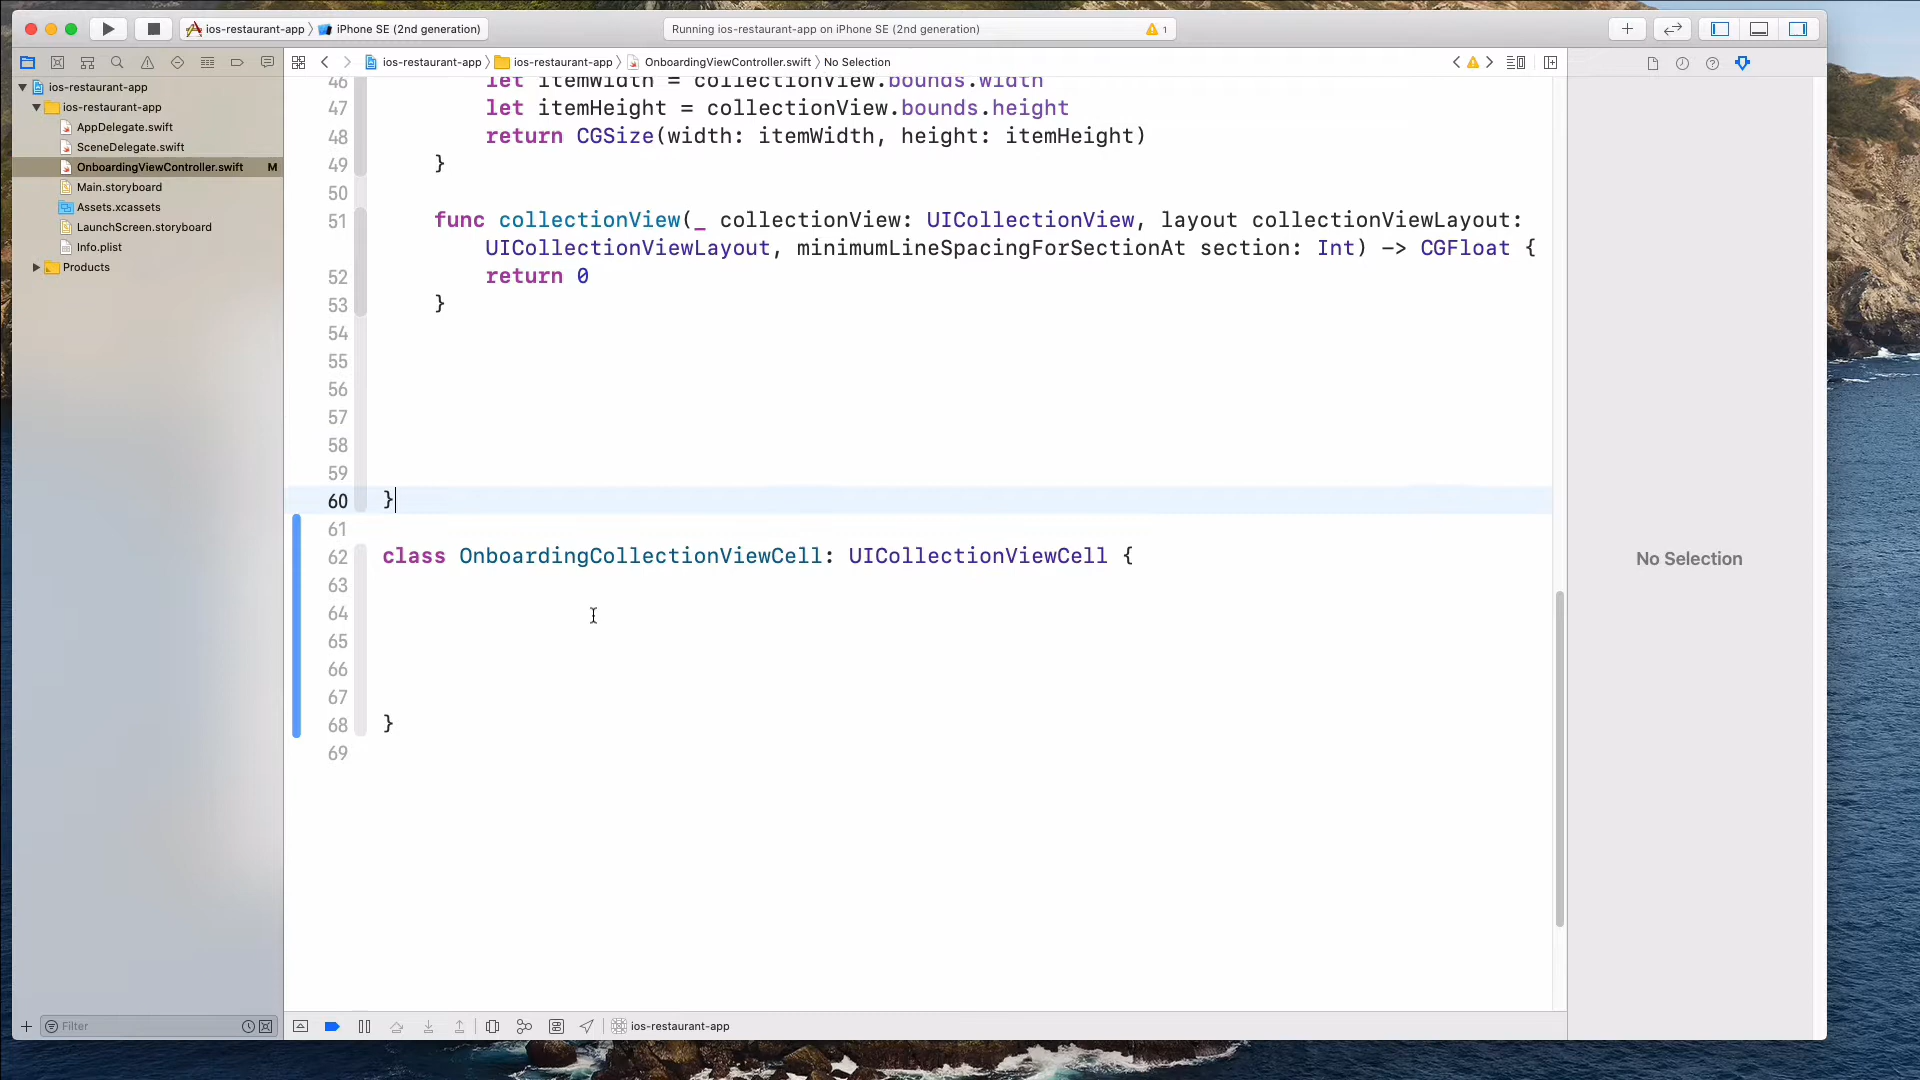 ios-restaurant-app iPhone SE (2nd generation)
Running ios-restaurant-app on iPhone SE (2nd generation)
1
ios-restaurant-app ios-restaurant-app OnboardingViewController.swift No Selection
ios-restaurant-app
ios-restaurant-app
AppDelegate.swift
SceneDelegate.swift
OnboardingViewController.swift M
Main.storyboard
Assets.xcassets
LaunchScreen.storyboard
Info.plist
Products
46 let itemWidth = collectionView.bounds.width
47 let itemHeight = collectionView.bounds.height
48 return CGSize(width: itemWidth, height: itemHeight)
49 }
50
51 func collectionView(_ collectionView: UICollectionView, layout collectionViewLayout:
UICollectionViewLayout, minimumLineSpacingForSectionAt section: Int) -> CGFloat {
52 return 0
53 }
54
55
56
57
58
59
60 }
61
62 class OnboardingCollectionViewCell: UICollectionViewCell {
63
64
65
66
67
68 }
69
No Selection
Filter
ios-restaurant-app